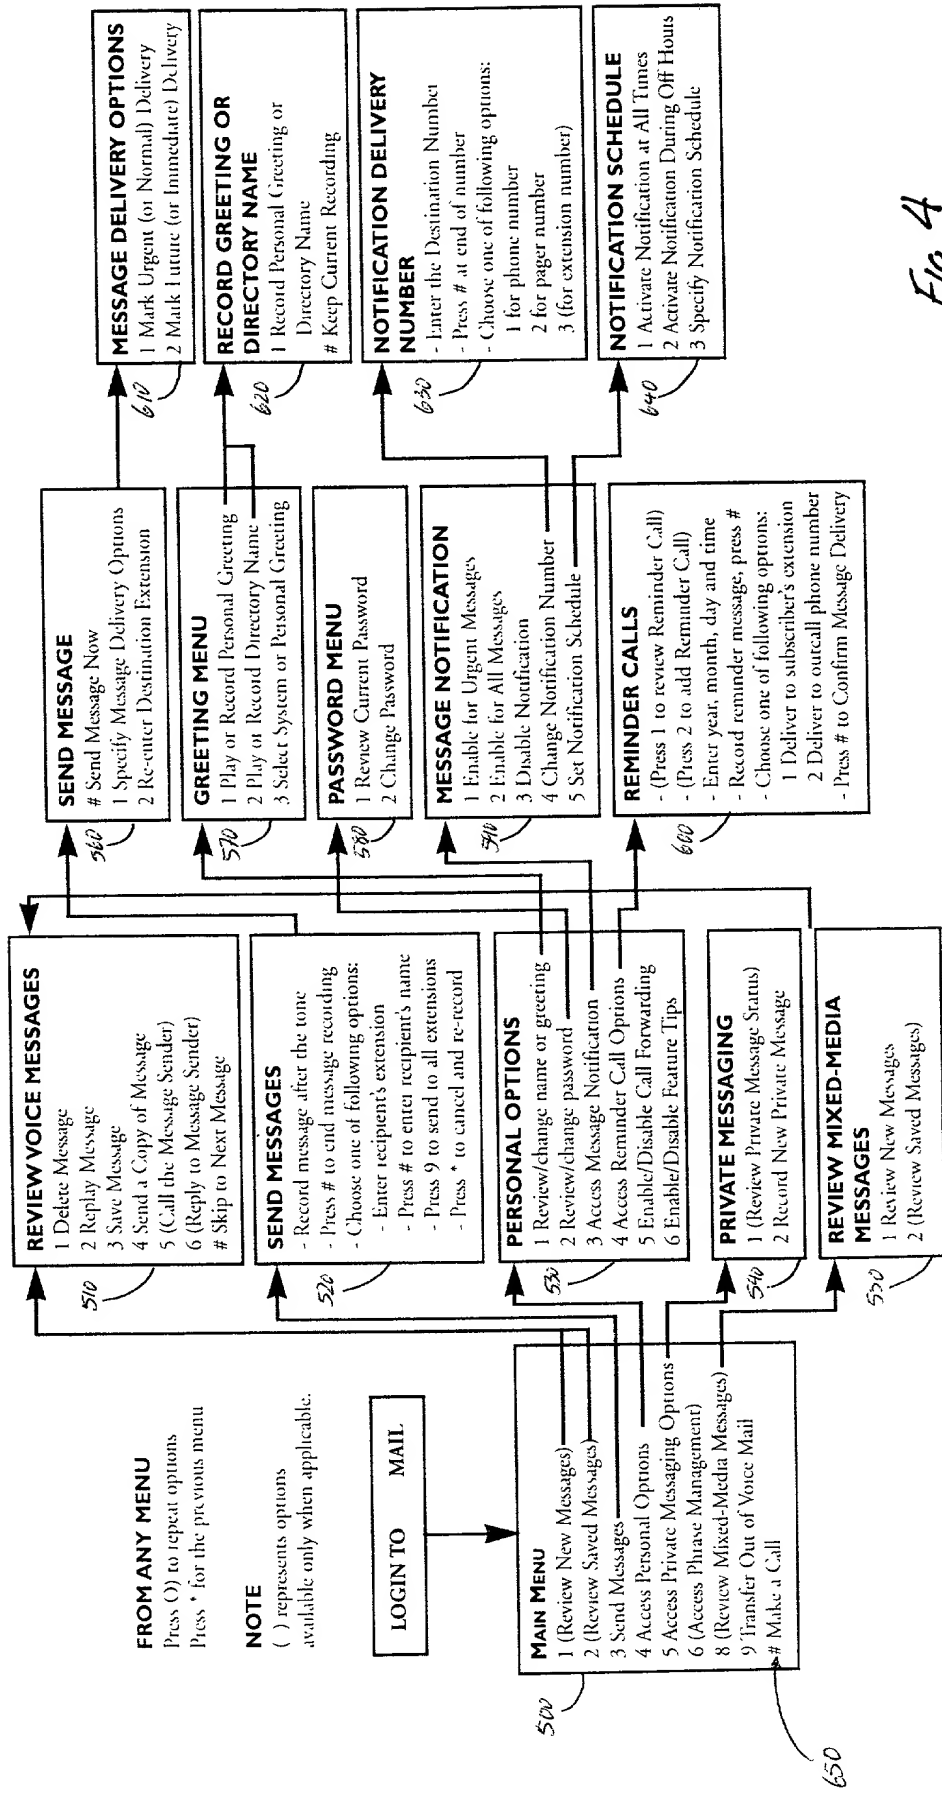 FROM ANY MENU
Press O) to repeat options
Press * for the previous menu
NOTE
( ) represents options
available only when applicable.
LOGIN TO MAIL
MAIN MENU
1 (Review New Messages)
2 (Review Saved Messages)
3 Send Messages
4 Access Personal Options
5 Access Private Messaging Options
6 (Access Phrase Management)
8 (Review Mixed-Media Messages)
9 Transfer Out of Voice Mail
# Make a Call
500
650
REVIEW VOICE MESSAGES
1 Delete Message
2 Replay Message
3 Save Message
4 Send a Copy of Message
5 (Call the Message Sender)
6 (Reply to Message Sender)
# Skip to Next Message
510
SEND MESSAGES
- Record message after the tone
- Press # to end message recording
- Choose one of following options:
- Enter recipient's extension
- Press # to enter recipient's name
- Press 9 to send to all extensions
- Press * to cancel and re-record
520
PERSONAL OPTIONS
1 Review/change name or greeting
2 Review/change password
3 Access Message Notification
4 Access Reminder Call Options
5 Enable/Disable Call Forwarding
6 Enable/Disable Feature Tips
530
PRIVATE MESSAGING
1 (Review Private Message Status)
2 Record New Private Message
540
REVIEW MIXED-MEDIA
MESSAGES
1 Review New Messages
2 (Review Saved Messages)
550
SEND MESSAGE
# Send Message Now
1 Specify Message Delivery Options
2 Re-enter Destination Extension
560
GREETING MENU
1 Play or Record Personal Greeting
2 Play or Record Directory Name
3 Select System or Personal Greeting
570
PASSWORD MENU
1 Review Current Password
2 Change Password
580
MESSAGE NOTIFICATION
1 Enable for Urgent Messages
2 Enable for All Messages
3 Disable Notification
4 Change Notification Number
5 Set Notification Schedule
590
REMINDER CALLS
- (Press 1 to review Reminder Call)
- (Press 2 to add Reminder Call)
- Enter year, month, day and time
- Record reminder message, press #
- Choose one of following options:
1 Deliver to subscriber's extension
2 Deliver to outcall phone number
- Press # to Confirm Message Delivery
600
MESSAGE DELIVERY OPTIONS
1 Mark Urgent (or Normal) Delivery
2 Mark Future (or Immediate) Delivery
610
RECORD GREETING OR
DIRECTORY NAME
1 Record Personal Greeting or
Directory Name
# Keep Current Recording
620
NOTIFICATION DELIVERY
NUMBER
- Enter the Destination Number
- Press # at end of number
- Choose one of following options:
1 for phone number
2 for pager number
3 (for extension number)
630
NOTIFICATION SCHEDULE
1 Activate Notification at All Times
2 Activate Notification During Off Hours
3 Specify Notification Schedule
640
FIG 4